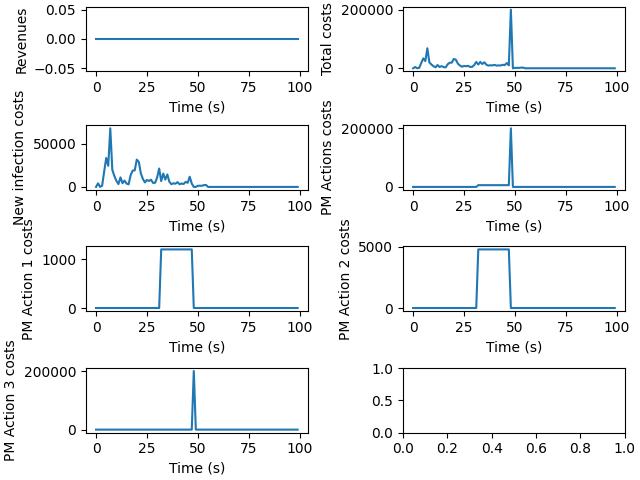 Revenues
0.05
0.00
−0.05
0 25 50 75 100
Time (s)
Total costs
200000
0
0 25 50 75 100
Time (s)
New infection costs
50000
0
0 25 50 75 100
Time (s)
PM Actions costs
200000
0
0 25 50 75 100
Time (s)
PM Action 1 costs
1000
0
0 25 50 75 100
Time (s)
PM Action 2 costs
5000
0
0 25 50 75 100
Time (s)
PM Action 3 costs
200000
0
0 25 50 75 100
Time (s)
1.0
0.5
0.0
0.0 0.2 0.4 0.6 0.8 1.0